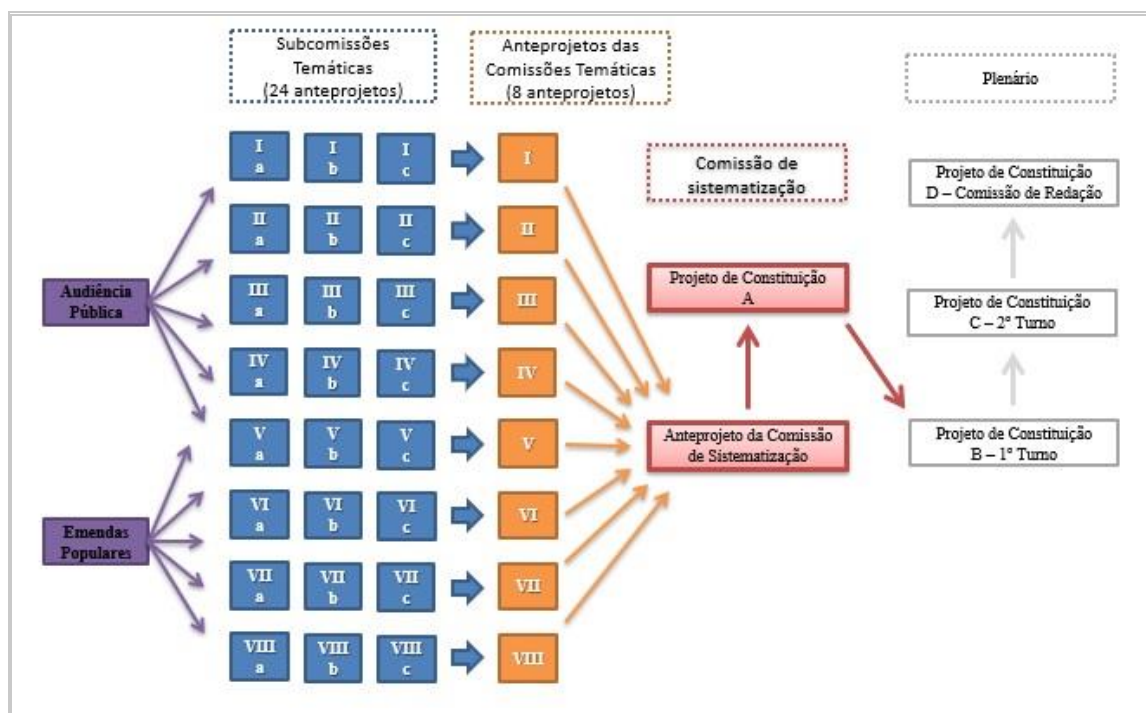 Subcomissões
Temáticas
(24 anteprojetos)
Anteprojetos das
Comissões Temáticas
(8 anteprojetos)
Plenário
Comissão de
sistematização
Audiência
Pública
Emendas
Populares
I
a
I
b
I
c
I
II
a
II
b
II
c
II
III
a
III
b
III
c
III
IV
a
IV
b
IV
c
IV
V
a
V
b
V
c
V
VI
a
VI
b
VI
c
VI
VII
a
VII
b
VII
c
VII
VIII
a
VIII
b
VIII
c
VIII
Projeto de Constituição
A
Anteprojeto da Comissão
de Sistematização
Projeto de Constituição
D – Comissão de Redação
Projeto de Constituição
C – 2º Turno
Projeto de Constituição
B – 1º Turno